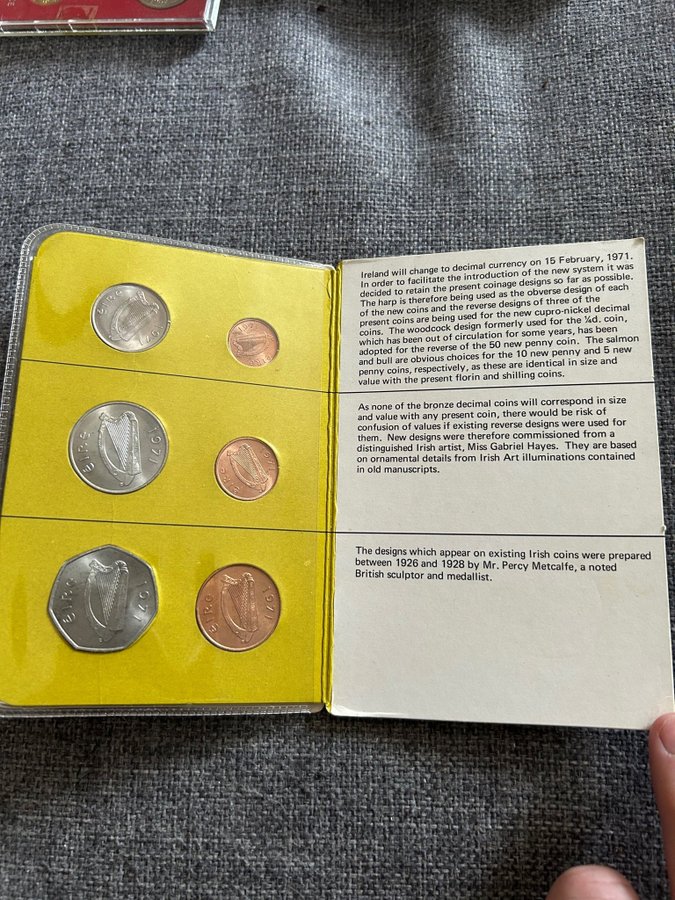 ÉIRE 1971
ÉIRE 1971
ÉIRE 1971
ÉIRE 1971
ÉIRE 1971
Ireland will change to decimal currency on 15 February, 1971.
In order to facilitate the introduction of the new system it was
decided to retain the present coinage designs so far as possible.
The harp is therefore being used as the obverse design of each
of the new coins and the reverse designs of three of the
present coins are being used for the new cupro-nickel decimal
coins. The woodcock design formerly used for the ¼d. coin,
which has been out of circulation for some years, has been
adopted for the reverse of the 50 new penny coin. The salmon
and bull are obvious choices for the 10 new penny and 5 new
penny coins, respectively, as these are identical in size and
value with the present florin and shilling coins.
As none of the bronze decimal coins will correspond in size
and value with any present coin, there would be risk of
confusion of values if existing reverse designs were used for
them. New designs were therefore commissioned from a
distinguished Irish artist, Miss Gabriel Hayes. They are based
on ornamental details from Irish Art illuminations contained
in old manuscripts.
The designs which appear on existing Irish coins were prepared
between 1926 and 1928 by Mr. Percy Metcalfe, a noted
British sculptor and medallist.